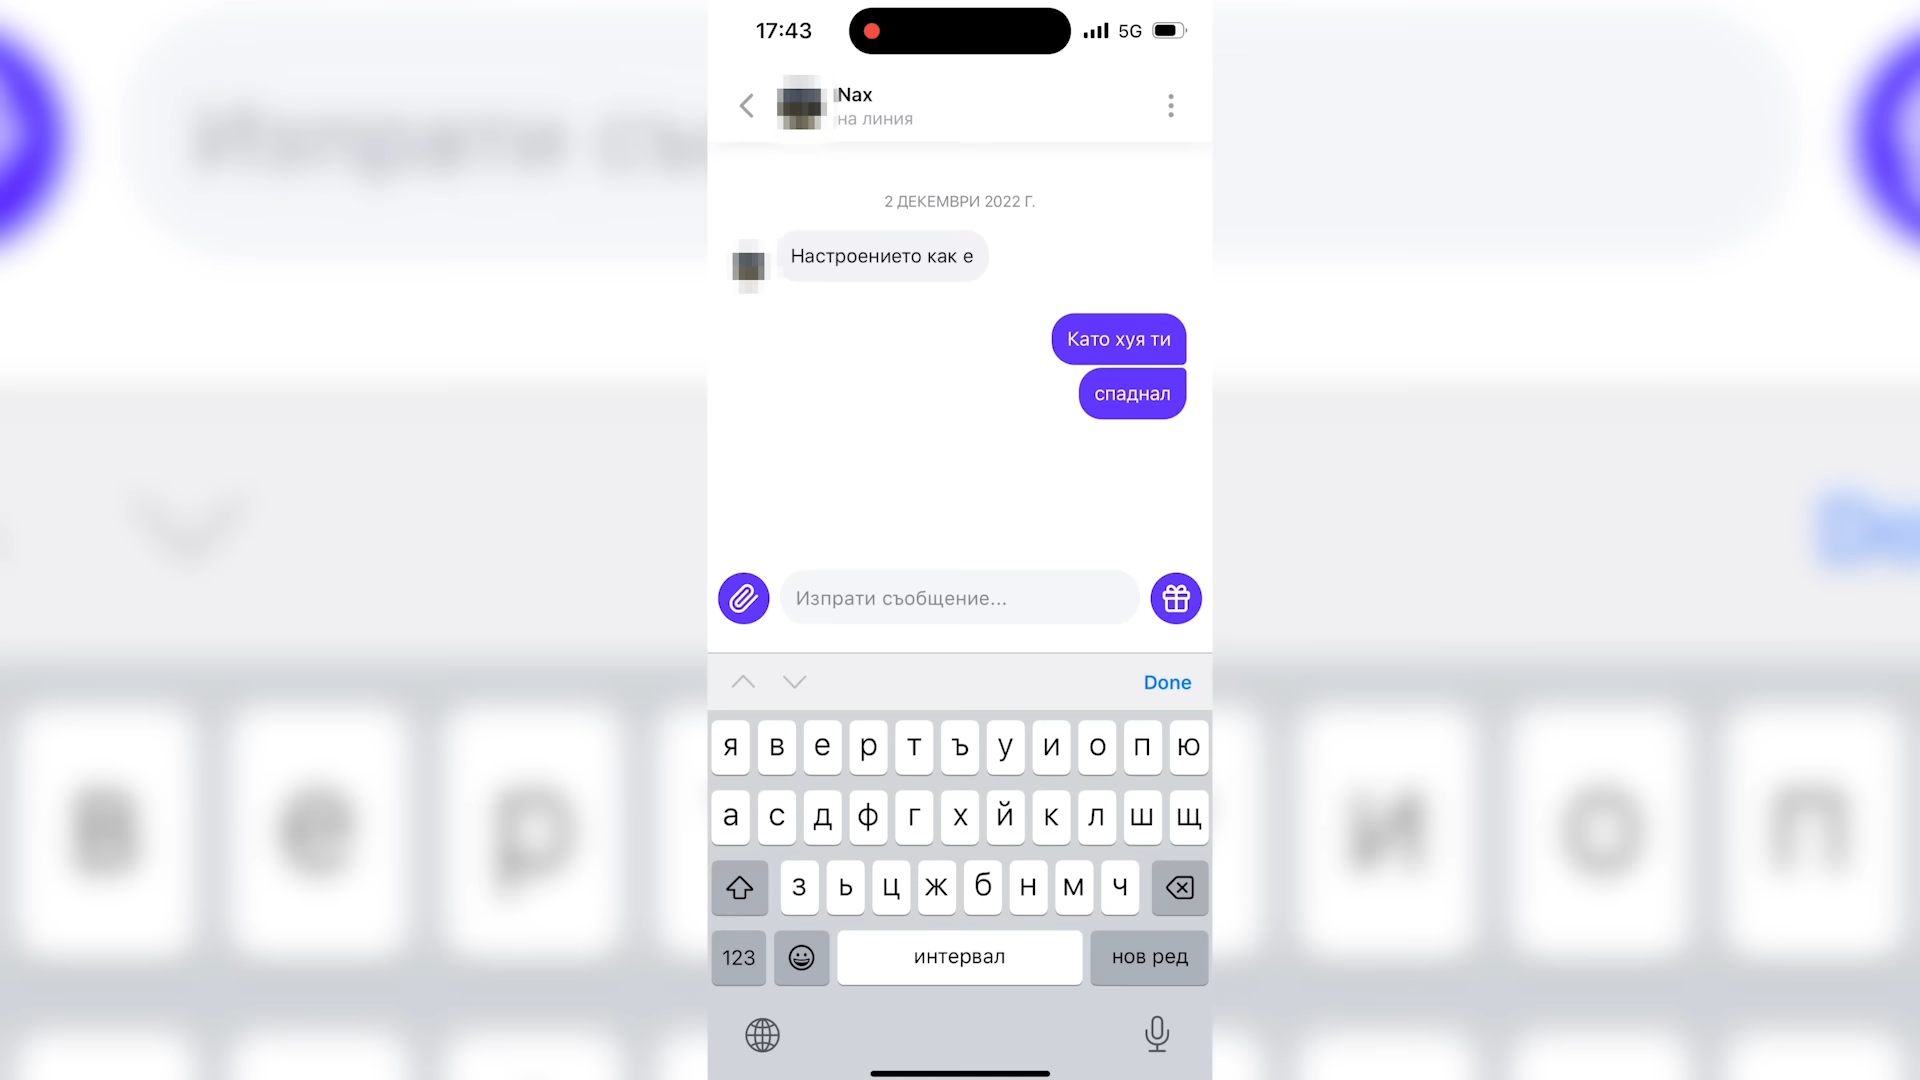 17:43
5G
Nax
на линия
2 ДЕКЕМВРИ 2022 Г.
Настроението как е
Като хуя ти
спаднал
Изпрати съобщение...
Done
я в е р т ъ у и о п ю
а с д ф г х й к л ш щ
з ь ц ж б н м ч
123 интервал нов ред